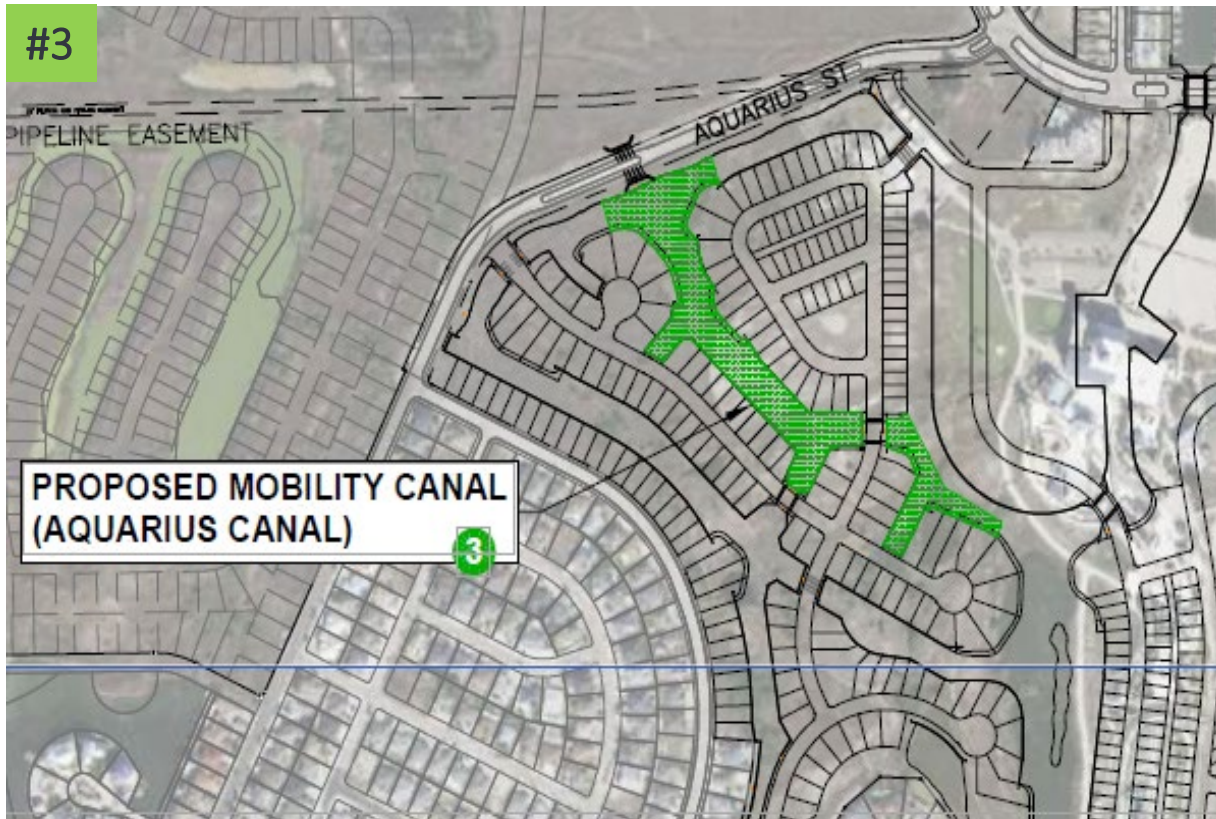 #3
PIPELINE EASEMENT
AQUARIUS ST
PROPOSED MOBILITY CANAL
(AQUARIUS CANAL)
3